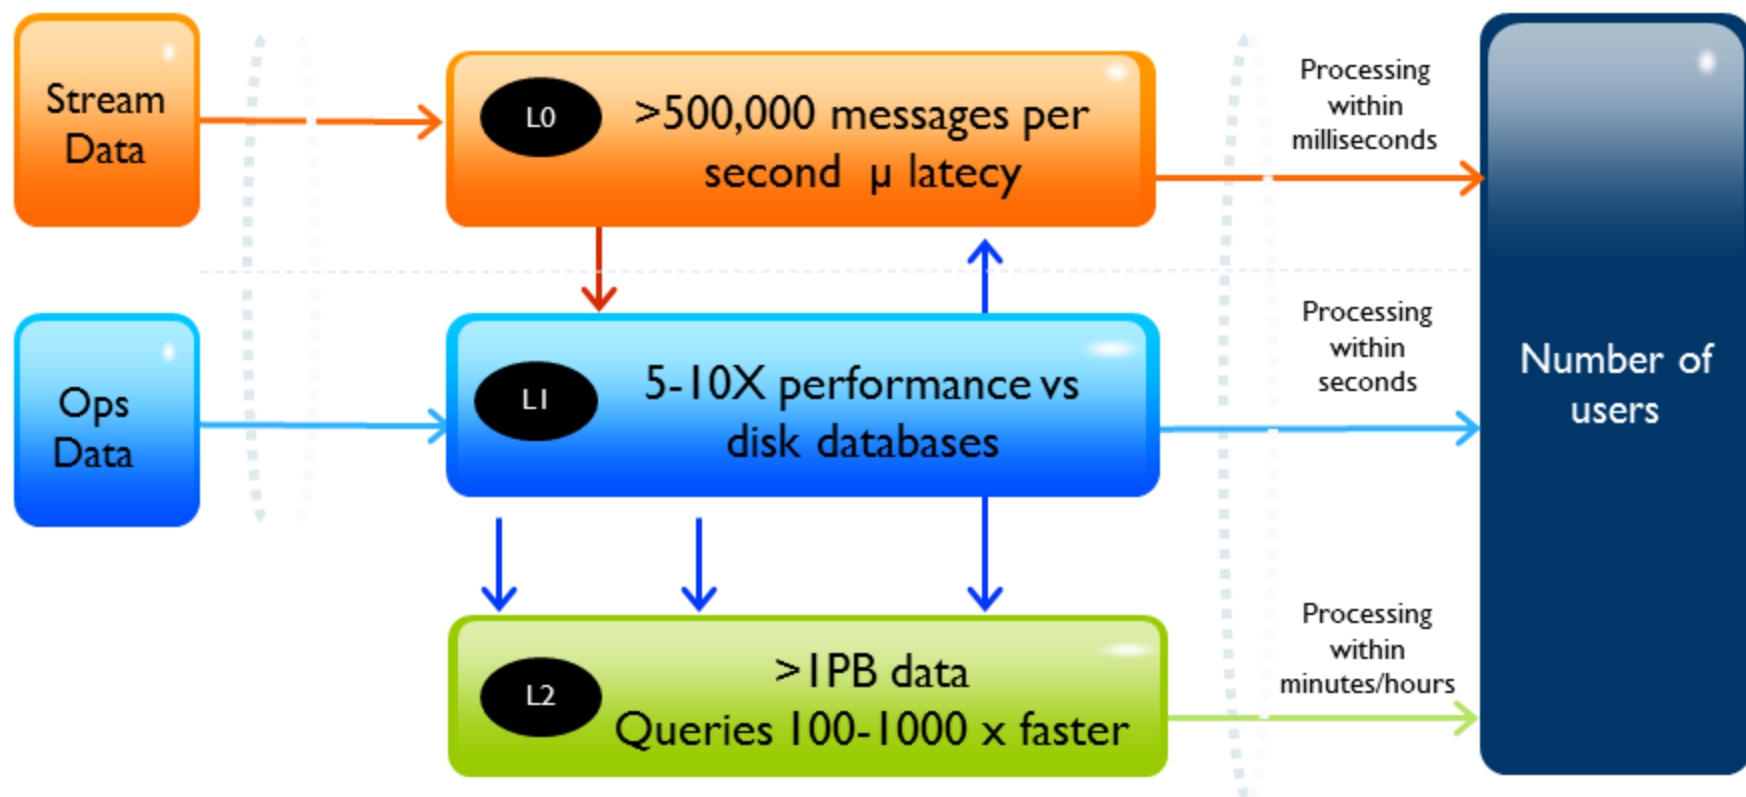 Stream
Data
L0
>500,000 messages per
second μ latecy
Processing
within
milliseconds
Ops
Data
L1
5-10X performance vs
disk databases
Processing
within
seconds
Number of
users
L2
>1PB data
Queries 100-1000 x faster
Processing
within
minutes/hours